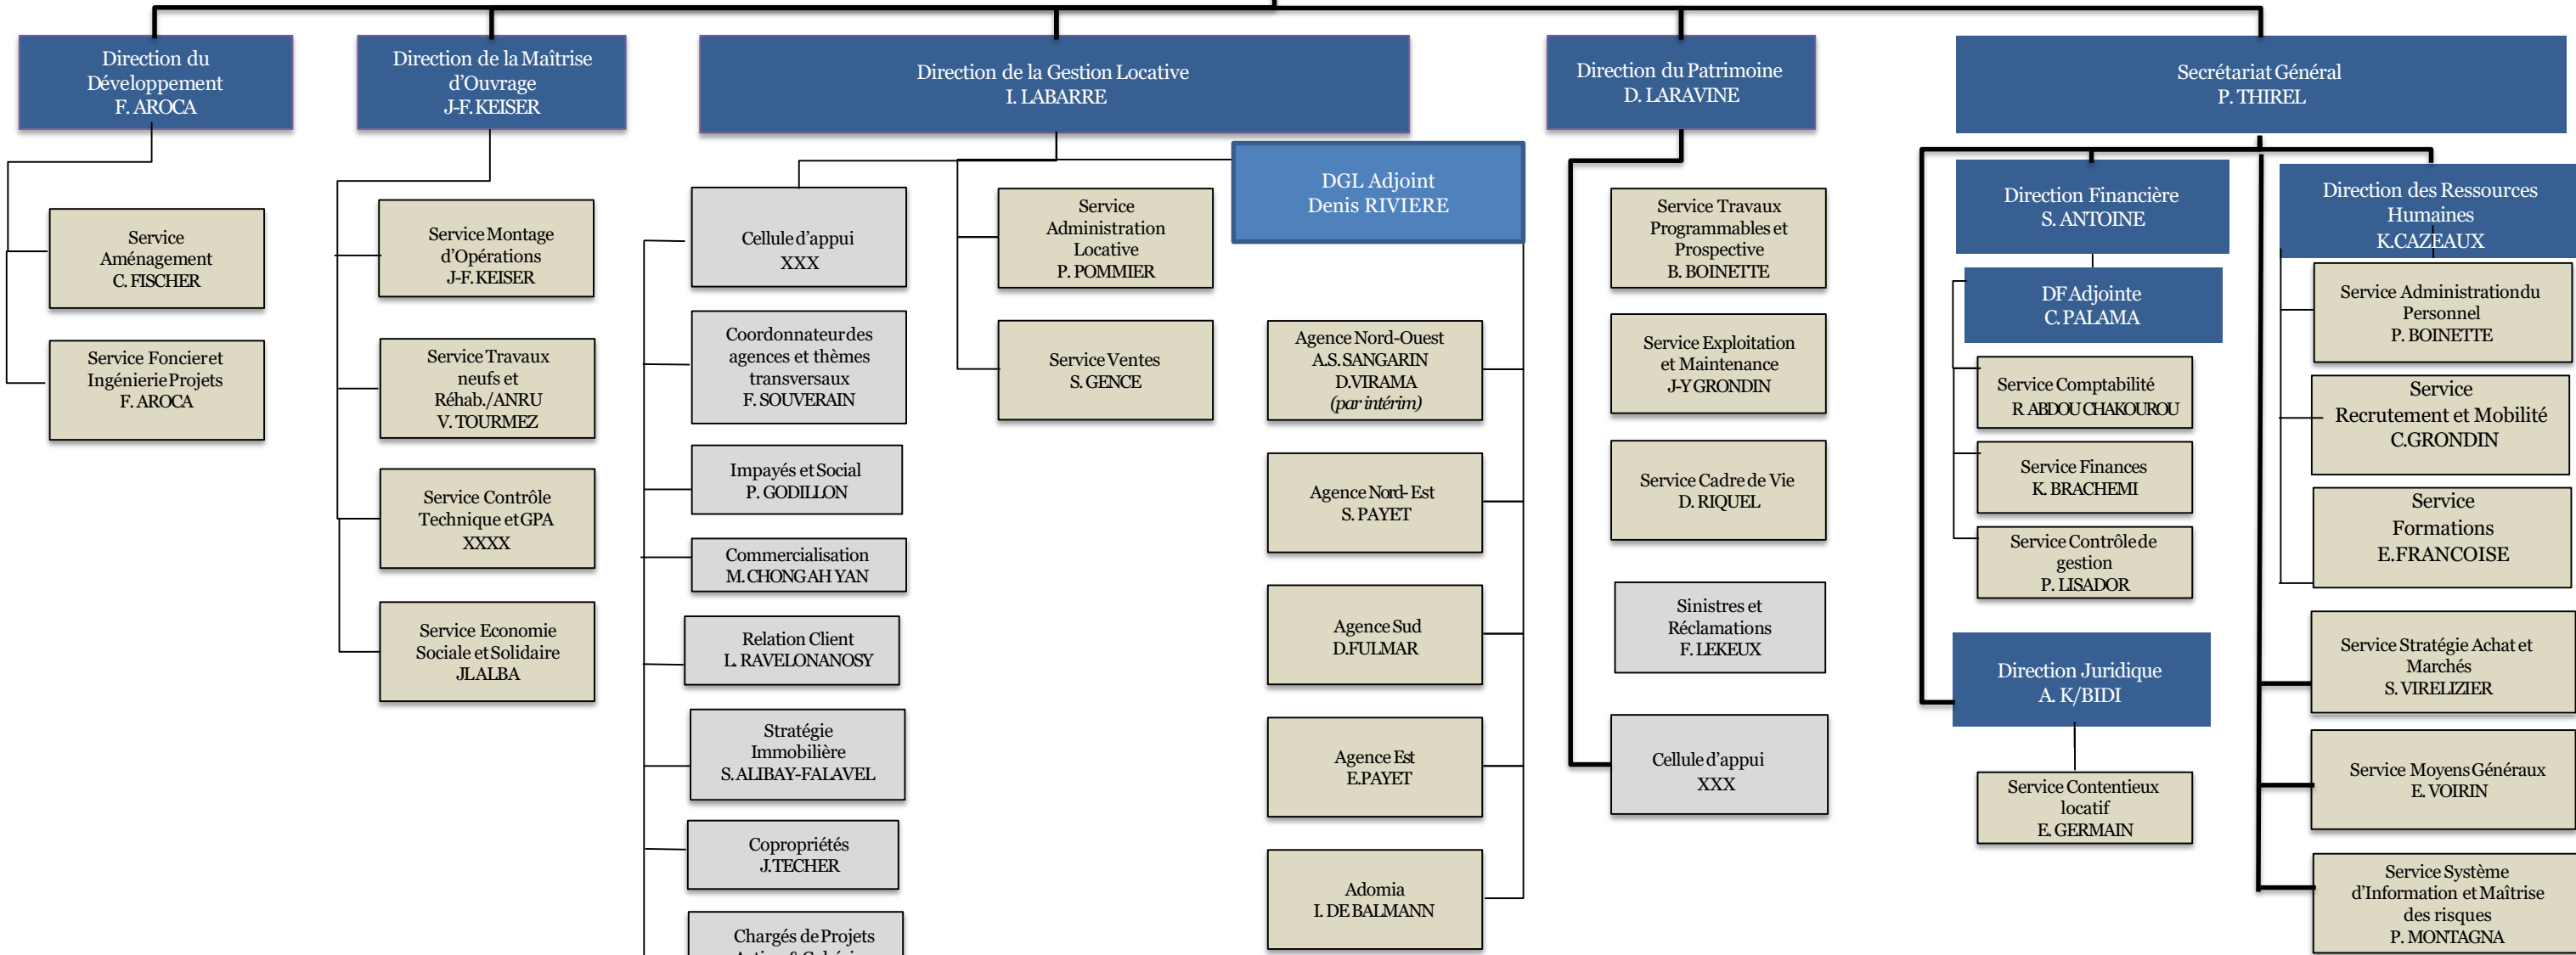 Direction du
Développement
F. AROCA
Service
Aménagement
C. FISCHER
Service Foncier et
Ingénierie Projets
F. AROCA
Direction de la Maîtrise
d'Ouvrage
J-F. KEISER
Service Montage
d'Opérations
J-F. KEISER
Service Travaux
neufs et
Réhab./ANRU
V. TOURMEZ
Service Contrôle
Technique et GPA
XXXX
Service Economie
Sociale et Solidaire
JL ALBA
Direction de la Gestion Locative
I. LABARRE
Cellule d'appui
XXX
Coordonnateur des
agences et thèmes
transversaux
F. SOUVERAIN
Impayés et Social
P. GODILLON
Commercialisation
M. CHONG AH YAN
Relation Client
L. RAVELONANOSY
Stratégie
Immobilière
S. ALIBAY-FALAVEL
Copropriétés
J. TECHER
Chargés de Projets
Service
Administration
Locative
P. POMMIER
Service Ventes
S. GENCE
DGL Adjoint
Denis RIVIERE
Agence Nord-Ouest
A.S. SANGARIN
D.VIRAMA
(par intérim)
Agence Nord- Est
S. PAYET
Agence Sud
D.FULMAR
Agence Est
E.PAYET
Adomia
I. DE BALMANN
Direction du Patrimoine
D. LARAVINE
Service Travaux
Programmables et
Prospective
B. BOINETTE
Service Exploitation
et Maintenance
J-Y GRONDIN
Service Cadre de Vie
D. RIQUEL
Sinistres et
Réclamations
F. LEKEUX
Cellule d'appui
XXX
Secrétariat Général
P. THIREL
Direction Financière
S. ANTOINE
DF Adjointe
C. PALAMA
Service Comptabilité
R ABDOU CHAKOUROU
Service Finances
K. BRACHEMI
Service Contrôle de
gestion
P. LISADOR
Direction Juridique
A. K/BIDI
Service Contentieux
locatif
E. GERMAIN
Direction des Ressources
Humaines
K.CAZEAUX
Service Administration du
Personnel
P. BOINETTE
Service
Recrutement et Mobilité
C.GRONDIN
Service
Formations
E.FRANCOISE
Service Stratégie Achat et
Marchés
S. VIRELIZIER
Service Moyens Généraux
E. VOIRIN
Service Système
d'Information et Maîtrise
des risques
P. MONTAGNA